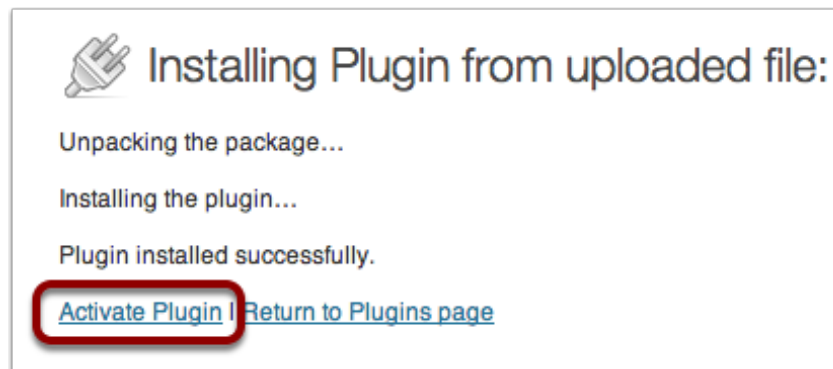 Installing Plugin from uploaded file:
Unpacking the package…
Installing the plugin…
Plugin installed successfully.
Activate Plugin | Return to Plugins page